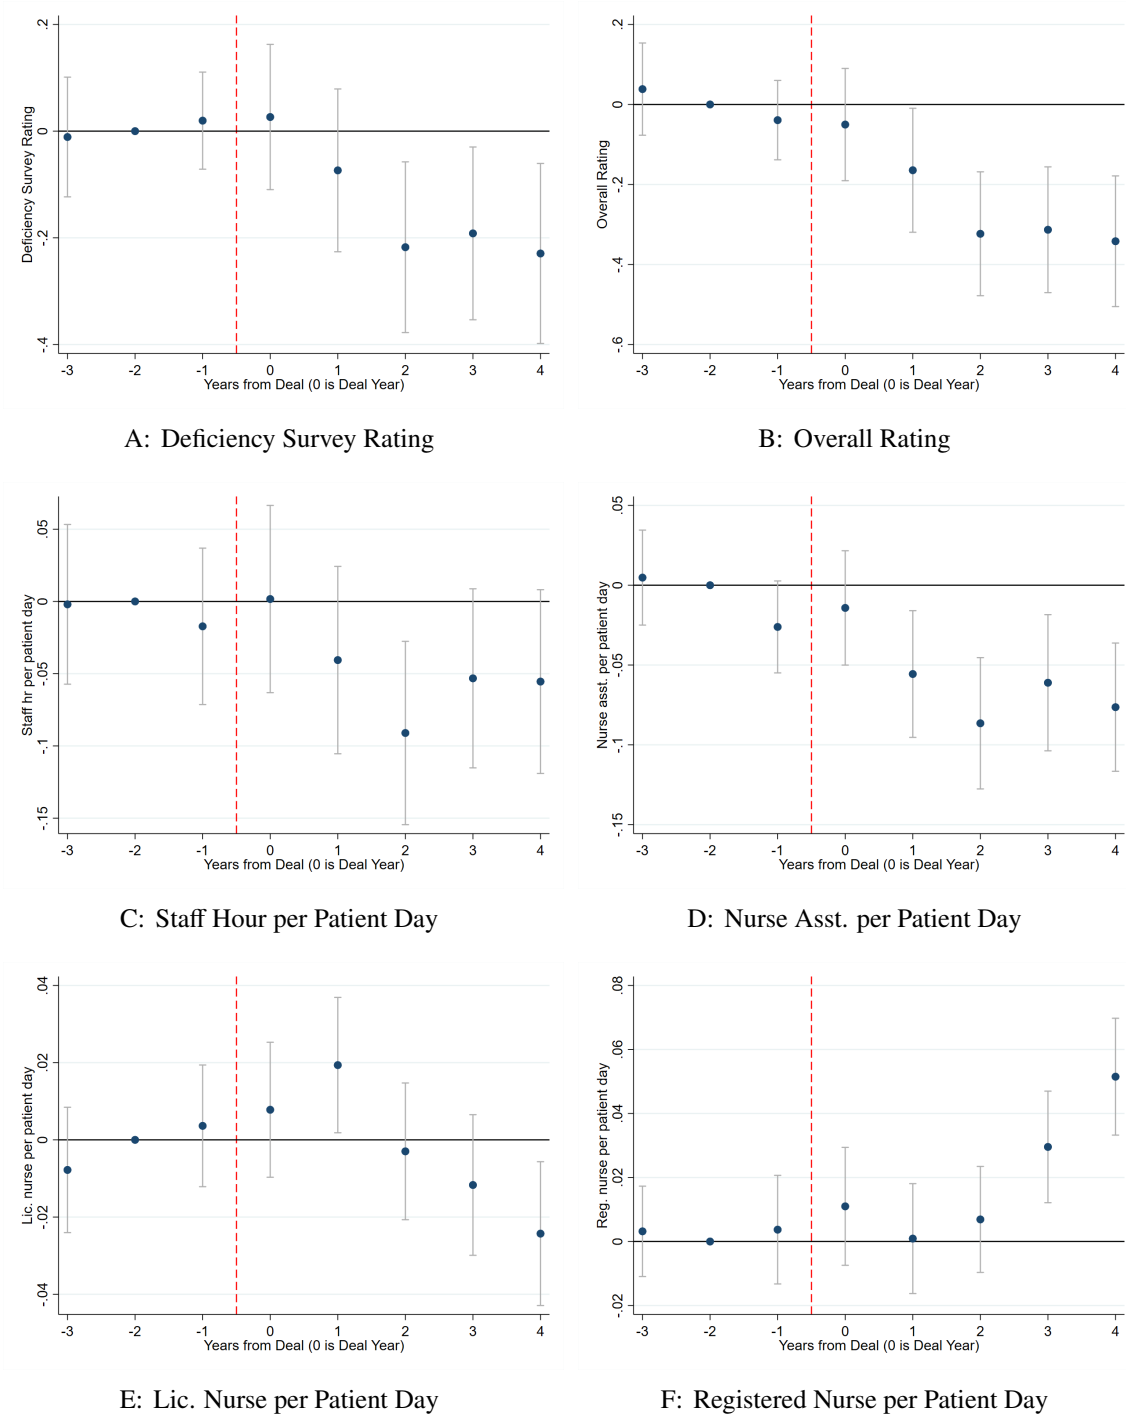 .2
0
-.2
-.4
Deficiency Survey Rating
-3 -2 -1 0 1 2 3 4
Years from Deal (0 is Deal Year)
A: Deficiency Survey Rating
.2
0
-.2
-.4
-.6
Overall Rating
-3 -2 -1 0 1 2 3 4
Years from Deal (0 is Deal Year)
B: Overall Rating
.05
0
-.05
-.1
-.15
Staff hr per patient day
-3 -2 -1 0 1 2 3 4
Years from Deal (0 is Deal Year)
C: Staff Hour per Patient Day
.05
0
-.05
-.1
-.15
Nurse asst. per patient day
-3 -2 -1 0 1 2 3 4
Years from Deal (0 is Deal Year)
D: Nurse Asst. per Patient Day
.04
.02
0
-.02
-.04
Lic. nurse per patient day
-3 -2 -1 0 1 2 3 4
Years from Deal (0 is Deal Year)
E: Lic. Nurse per Patient Day
.08
.06
.04
.02
0
-.02
Reg. nurse per patient day
-3 -2 -1 0 1 2 3 4
Years from Deal (0 is Deal Year)
F: Registered Nurse per Patient Day